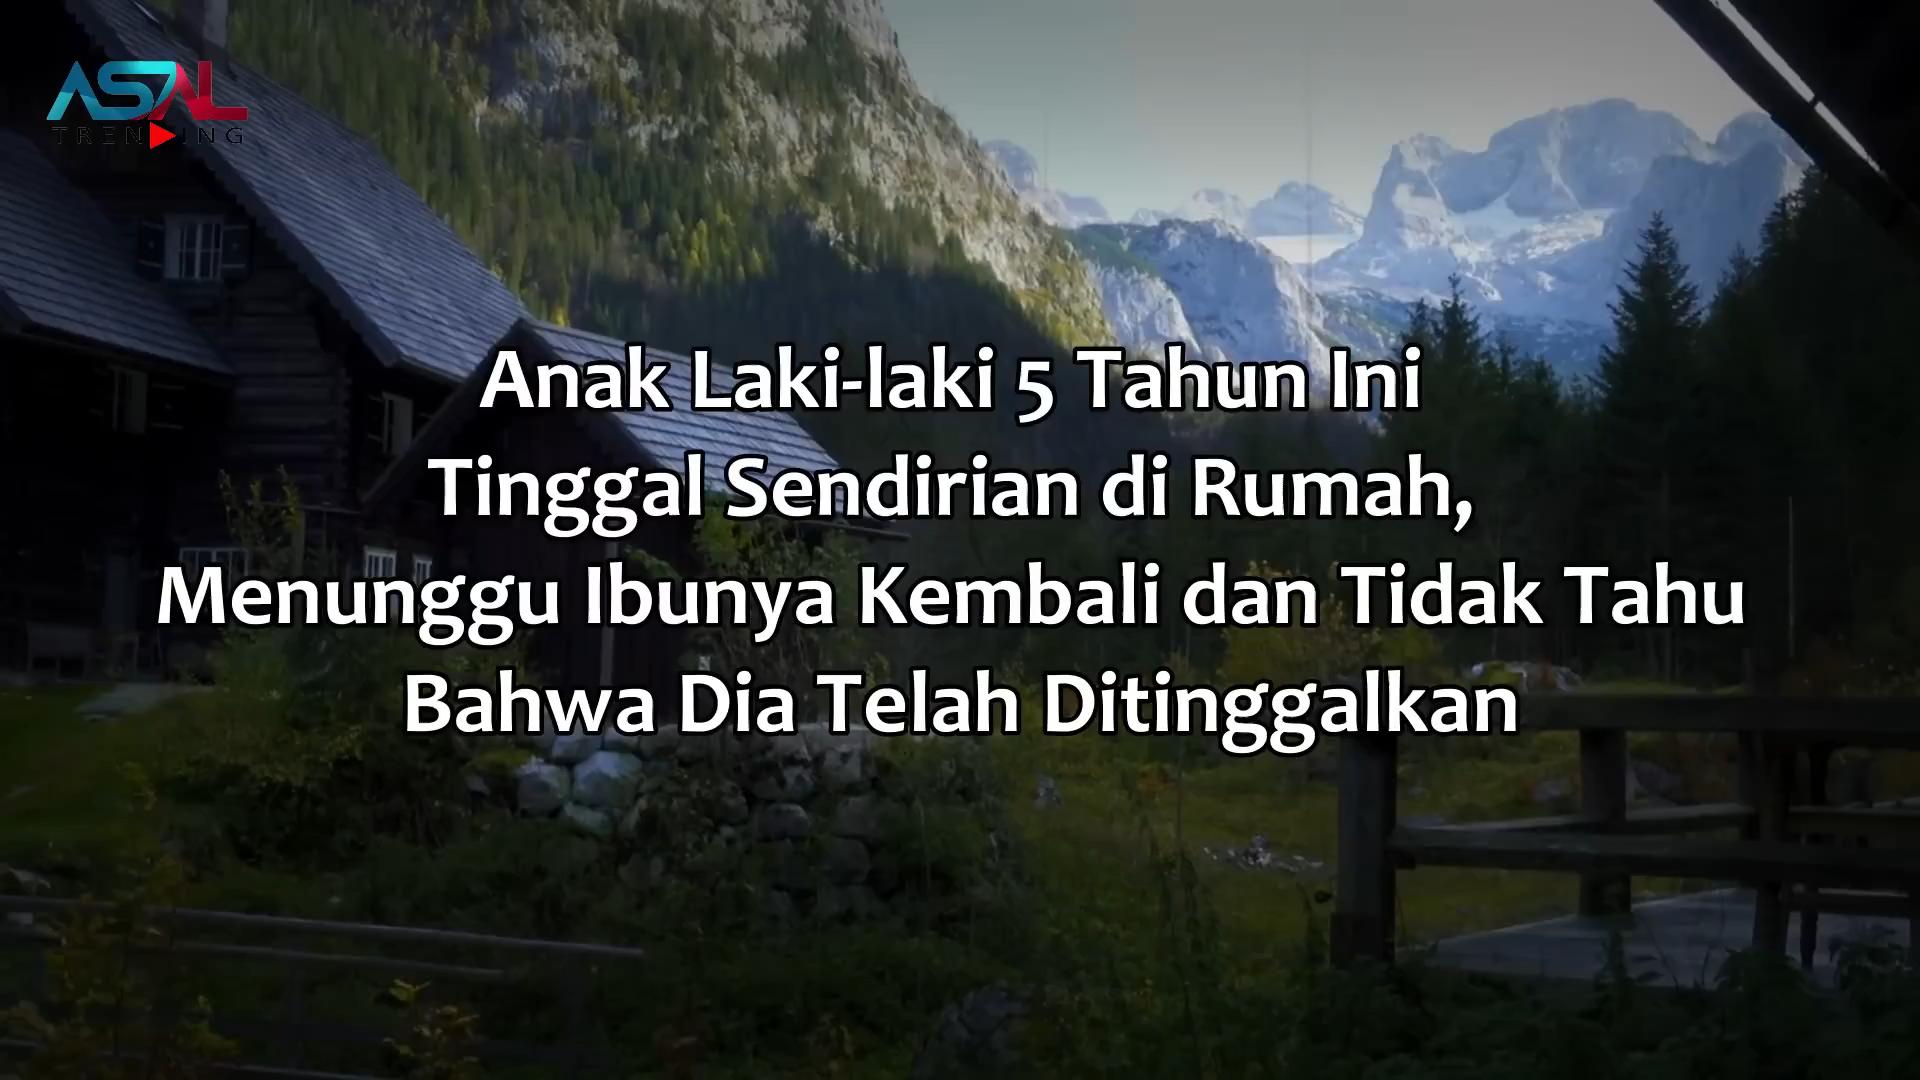 ASAL
TRENDING
Anak Laki-laki 5 Tahun Ini
Tinggal Sendirian di Rumah,
Menunggu Ibunya Kembali dan Tidak Tahu
Bahwa Dia Telah Ditinggalkan